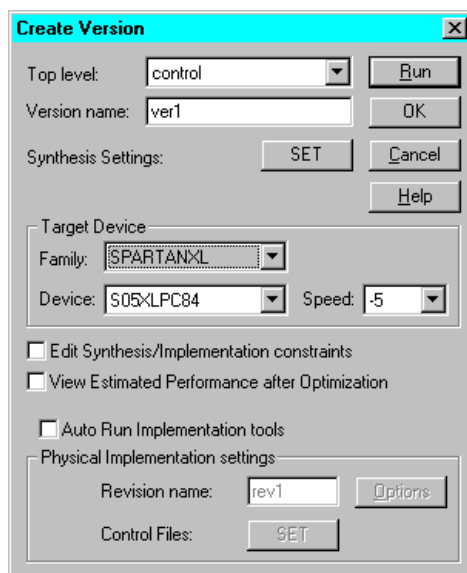 Create Version
Top level: control Run
Version name: ver1 OK
Synthesis Settings: SET Cancel
Help
Target Device
Family: SPARTANXL
Device: S05XLPC84 Speed: -5
Edit Synthesis/Implementation constraints
View Estimated Performance after Optimization
Auto Run Implementation tools
Physical Implementation settings
Revision name: rev1 Options
Control Files: SET